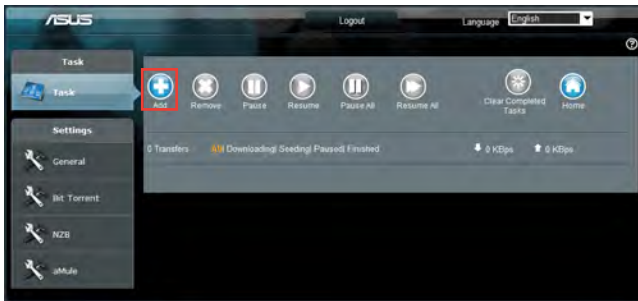 ASUS
Logout
Language English
Task
Task
Add Remove Pause Resume Pause All Resume All Clear Completed Tasks Home
Settings
0 Transfers All| Downloading| Seeding| Paused| Finished 0 KBps 0 KBps
General
Bit Torrent
NZB
aMule